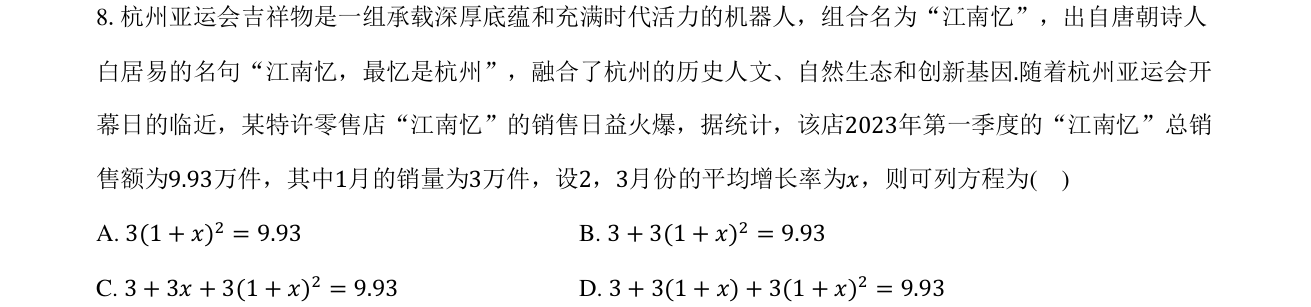 8. 杭州亚运会吉祥物是一组承载深厚底蕴和充满时代活力的机器人，组合名为“江南忆”，出自唐朝诗人
白居易的名句“江南忆，最忆是杭州”，融合了杭州的历史人文、自然生态和创新基因.随着杭州亚运会开
幕日的临近，某特许零售店“江南忆”的销售日益火爆，据统计，该店2023年第一季度的“江南忆”总销
售额为9.93万件，其中1月的销量为3万件，设2，3月份的平均增长率为x，则可列方程为( )
A. 3(1 + x)² = 9.93 B. 3 + 3(1 + x)² = 9.93
C. 3 + 3x + 3(1 + x)² = 9.93 D. 3 + 3(1 + x) + 3(1 + x)² = 9.93